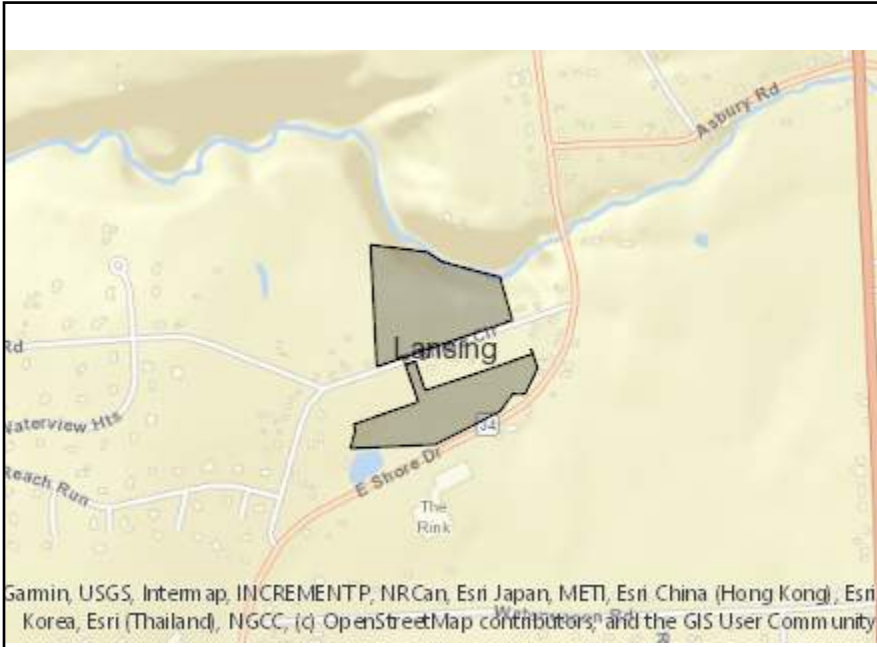 Asbury Rd
Rd
Lansing
Waterview Hts
34
Reach Run
E Shore Dr
The
Rink
Garmin, USGS, Intermap, INCREMENT P, NRCan, Esri Japan, METI, Esri China (Hong Kong), Esri
Korea, Esri (Thailand), NGCC, (c) OpenStreetMap contributors, and the GIS User Community